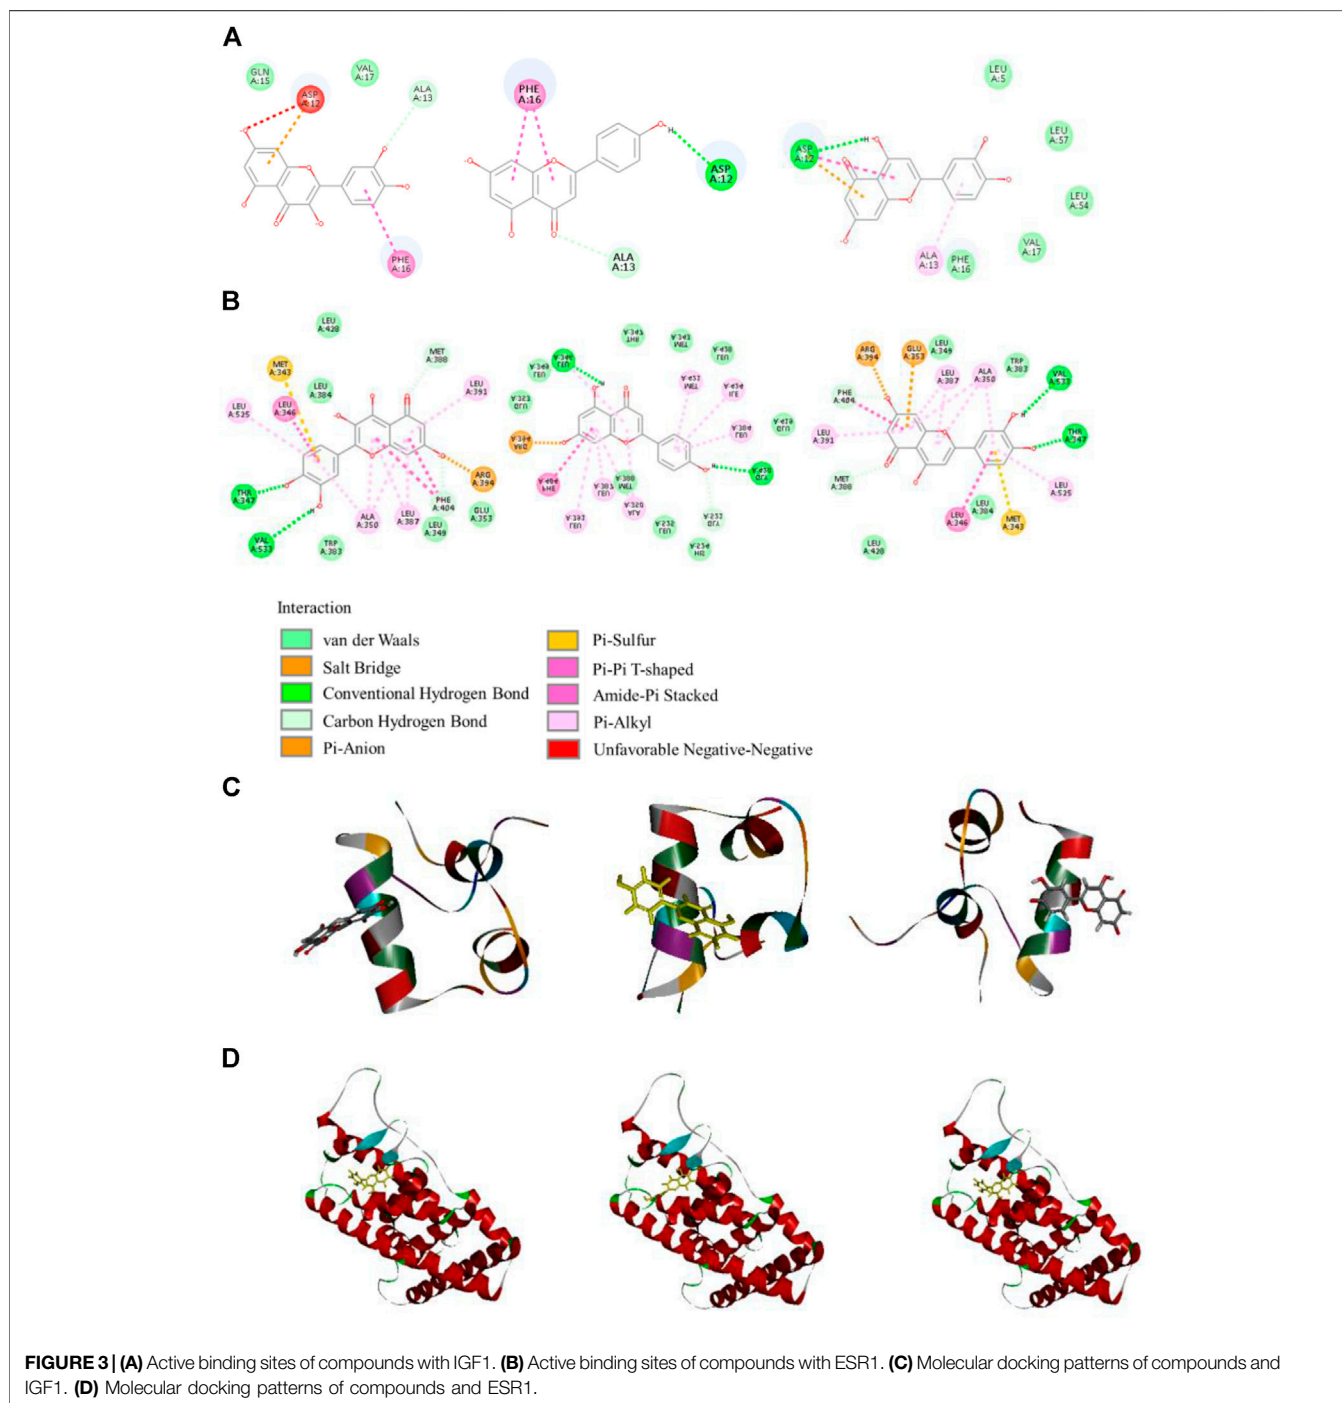 A
GLN
A:15
ASP
A:12
VAL
A:17
ALA
A:13
PHE
A:16
PHE
A:16
H
ASP
A:12
ALA
A:13
LEU
A:5
LEU
A:57
LEU
A:54
VAL
A:17
PHE
A:16
ALA
A:13
ASP
A:12
H
B
LEU
A:428
MET
A:343
LEU
A:384
MET
A:388
LEU
A:391
LEU
A:525
LEU
A:346
ARG
A:394
THR
A:347
PHE
A:404
GLU
A:353
ALA
A:350
LEU
A:387
LEU
A:349
VAL
A:533
TRP
A:383
ARG
A:394
GLU
A:353
LEU
A:349
LEU
A:387
ALA
A:350
TRP
A:383
VAL
A:533
PHE
A:404
THR
A:347
LEU
A:391
MET
A:388
LEU
A:525
LEU
A:346
LEU
A:384
MET
A:343
LEU
A:428
Interaction
van der Waals
Salt Bridge
Conventional Hydrogen Bond
Carbon Hydrogen Bond
Pi-Anion
Pi-Sulfur
Pi-Pi T-shaped
Amide-Pi Stacked
Pi-Alkyl
Unfavorable Negative-Negative
C
D
FIGURE 3 | (A) Active binding sites of compounds with IGF1. (B) Active binding sites of compounds with ESR1. (C) Molecular docking patterns of compounds and
IGF1. (D) Molecular docking patterns of compounds and ESR1.